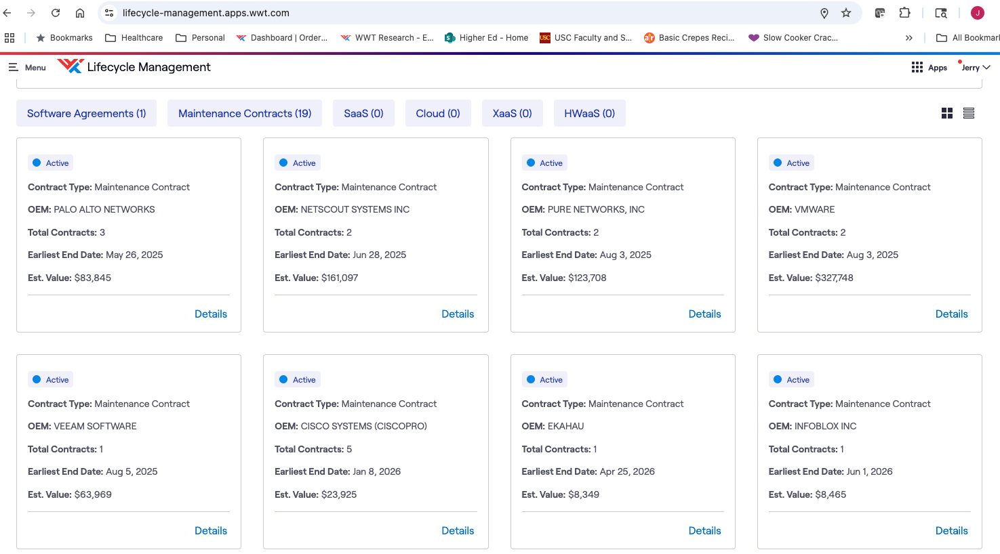 lifecycle-management.apps.wwt.com
J
Bookmarks Healthcare Personal Dashboard | Order... WWT Research - E... Higher Ed - Home USC Faculty and S... Basic Crepes Reci... Slow Cooker Crac... » All Bookmar
Menu Lifecycle Management Apps Jerry
Software Agreements (1) Maintenance Contracts (19) SaaS (0) Cloud (0) XaaS (0) HWaaS (0)
Active
Contract Type: Maintenance Contract
OEM: PALO ALTO NETWORKS
Total Contracts: 3
Earliest End Date: May 26, 2025
Est. Value: $83,845
Details
Active
Contract Type: Maintenance Contract
OEM: NETSCOUT SYSTEMS INC
Total Contracts: 2
Earliest End Date: Jun 28, 2025
Est. Value: $161,097
Details
Active
Contract Type: Maintenance Contract
OEM: PURE NETWORKS, INC
Total Contracts: 2
Earliest End Date: Aug 3, 2025
Est. Value: $123,708
Details
Active
Contract Type: Maintenance Contract
OEM: VMWARE
Total Contracts: 2
Earliest End Date: Aug 3, 2025
Est. Value: $327,748
Details
Active
Contract Type: Maintenance Contract
OEM: VEEAM SOFTWARE
Total Contracts: 1
Earliest End Date: Aug 5, 2025
Est. Value: $63,969
Details
Active
Contract Type: Maintenance Contract
OEM: CISCO SYSTEMS (CISCOPRO)
Total Contracts: 5
Earliest End Date: Jan 8, 2026
Est. Value: $23,925
Details
Active
Contract Type: Maintenance Contract
OEM: EKAHAU
Total Contracts: 1
Earliest End Date: Apr 25, 2026
Est. Value: $8,349
Details
Active
Contract Type: Maintenance Contract
OEM: INFOBLOX INC
Total Contracts: 1
Earliest End Date: Jun 1, 2026
Est. Value: $8,465
Details